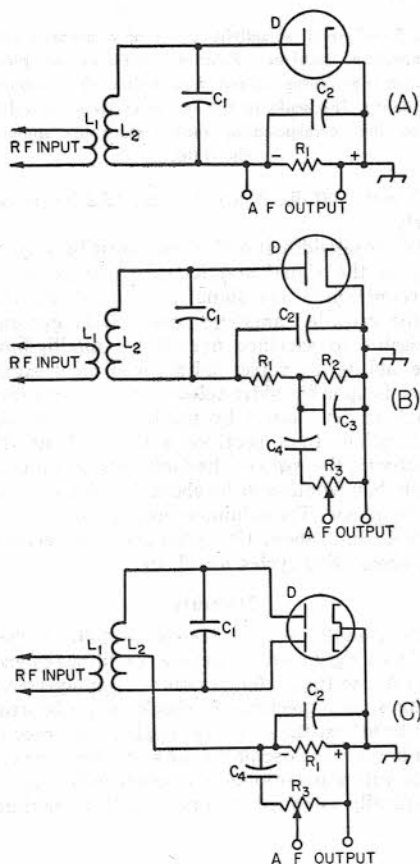 D
(A)
C1
C2
L1
L2
RF INPUT
− R1 +
A F OUTPUT
D
(B)
C1
C2
L1
L2
RF INPUT
R1
R2
C3
C4
R3
A F OUTPUT
D
(C)
C1
L1
L2
RF INPUT
C2
− R1 +
C4
R3
A F OUTPUT